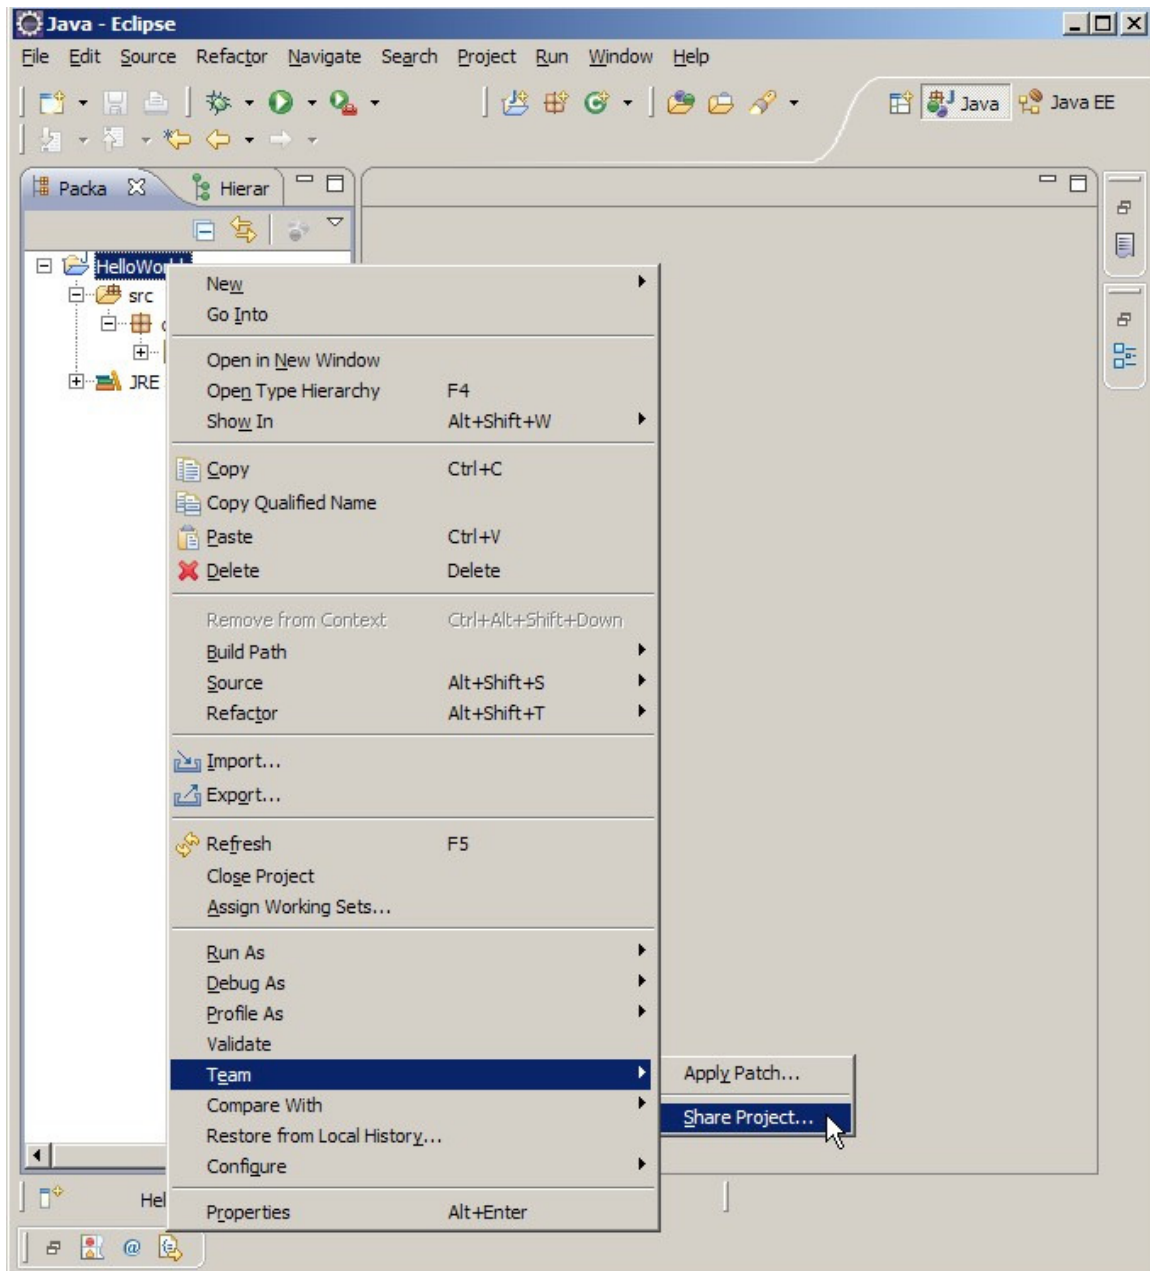 Java - Eclipse
File Edit Source Refactor Navigate Search Project Run Window Help
Java Java EE
Packa Hierar
HelloWorld
src
JRE
New
Go Into
Open in New Window
Open Type Hierarchy F4
Show In Alt+Shift+W
Copy Ctrl+C
Copy Qualified Name
Paste Ctrl+V
Delete Delete
Remove from Context Ctrl+Alt+Shift+Down
Build Path
Source Alt+Shift+S
Refactor Alt+Shift+T
Import...
Export...
Refresh F5
Close Project
Assign Working Sets...
Run As
Debug As
Profile As
Validate
Team
Apply Patch...
Compare With
Share Project...
Restore from Local History...
Configure
Hel
Properties Alt+Enter